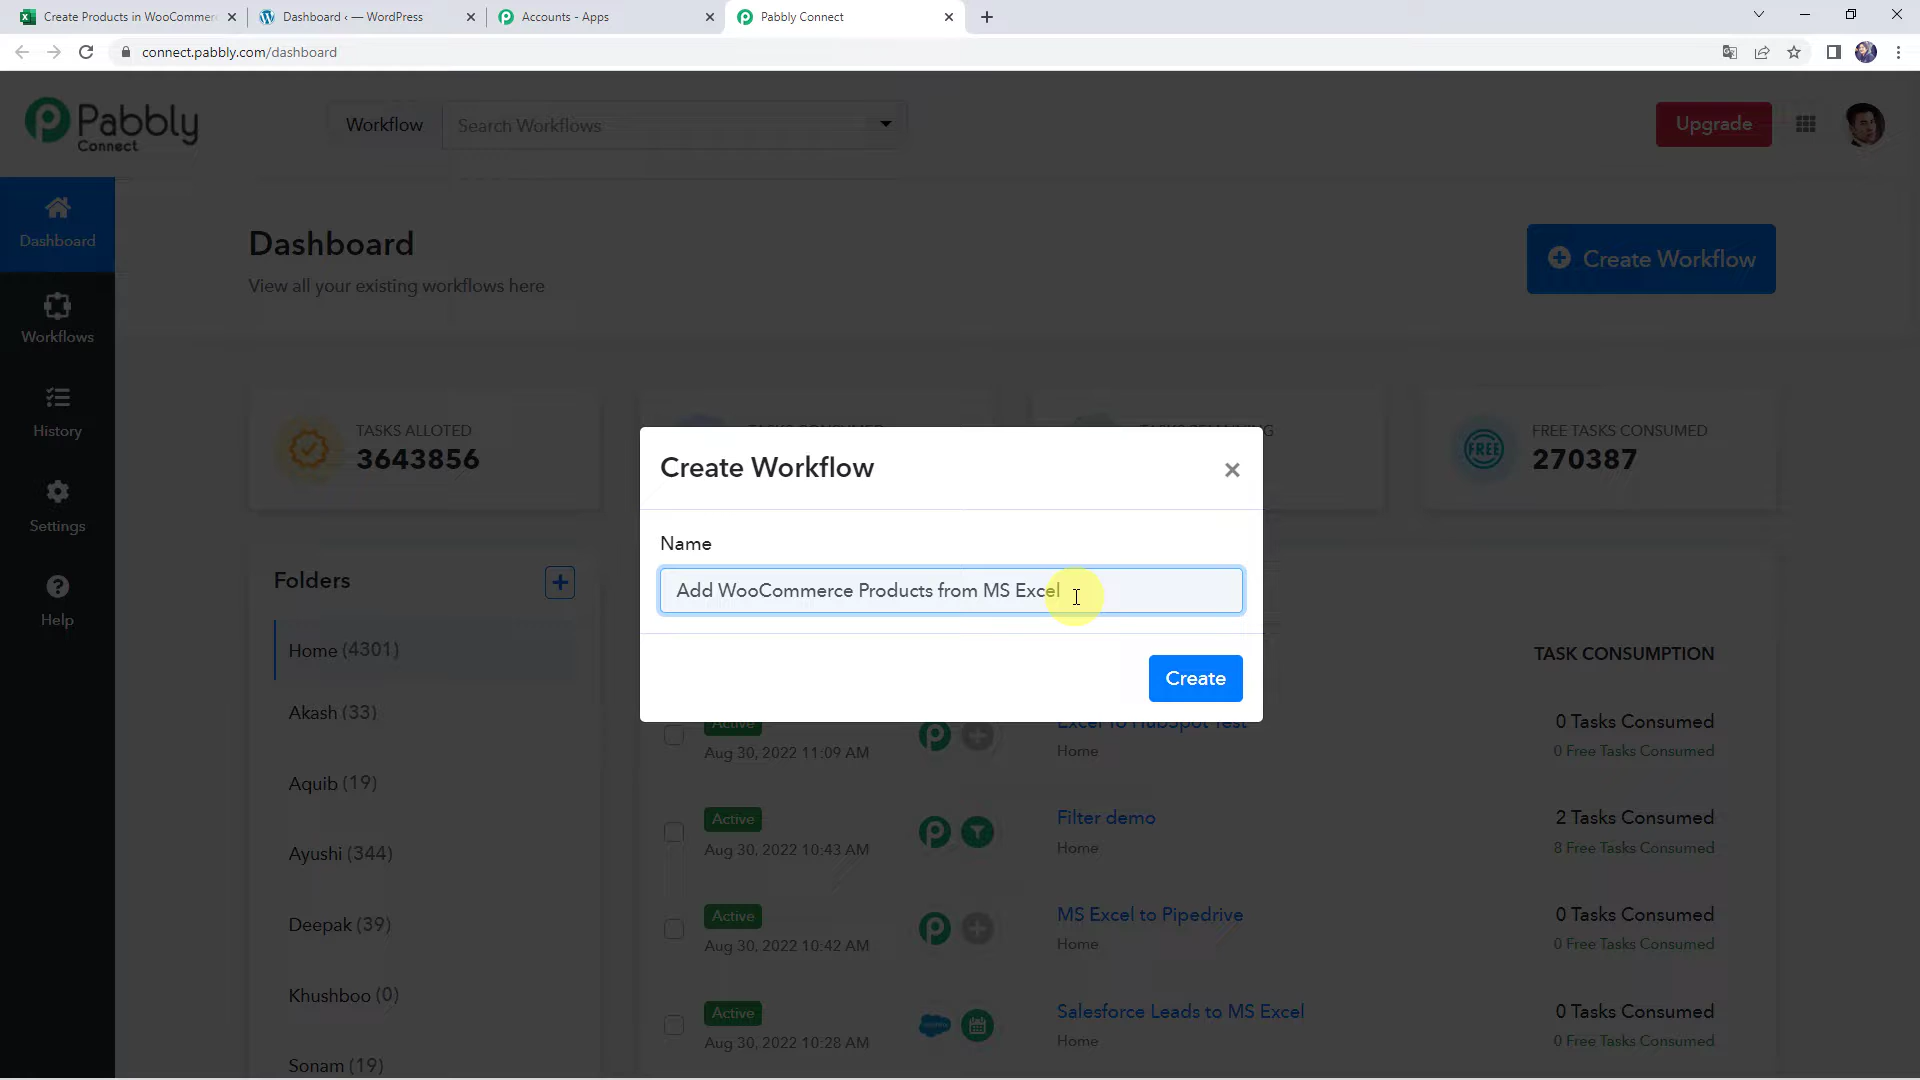 Create Products in WooCommerc
Dashboard ‹ — WordPress
Accounts - Apps
Pabbly Connect
connect.pabbly.com/dashboard
Pabbly
Connect
Workflow
Search Workflows
Upgrade
Dashboard
Workflows
History
Settings
Help
Dashboard
View all your existing workflows here
Create Workflow
TASKS ALLOTED
3643856
FREE TASKS CONSUMED
FREE
270387
Create Workflow
×
Name
Add WooCommerce Products from MS Excel
Create
Folders
Home (4301)
Akash (33)
Aquib (19)
Ayushi (344)
Deepak (39)
Khushboo (0)
Sonam (19)
TASK CONSUMPTION
Active
Aug 30, 2022 11:09 AM
Excel To HubSpot Test
Home
0 Tasks Consumed
0 Free Tasks Consumed
Active
Aug 30, 2022 10:43 AM
Filter demo
Home
2 Tasks Consumed
8 Free Tasks Consumed
Active
Aug 30, 2022 10:42 AM
MS Excel to Pipedrive
Home
0 Tasks Consumed
0 Free Tasks Consumed
Active
Aug 30, 2022 10:28 AM
Salesforce Leads to MS Excel
Home
0 Tasks Consumed
0 Free Tasks Consumed